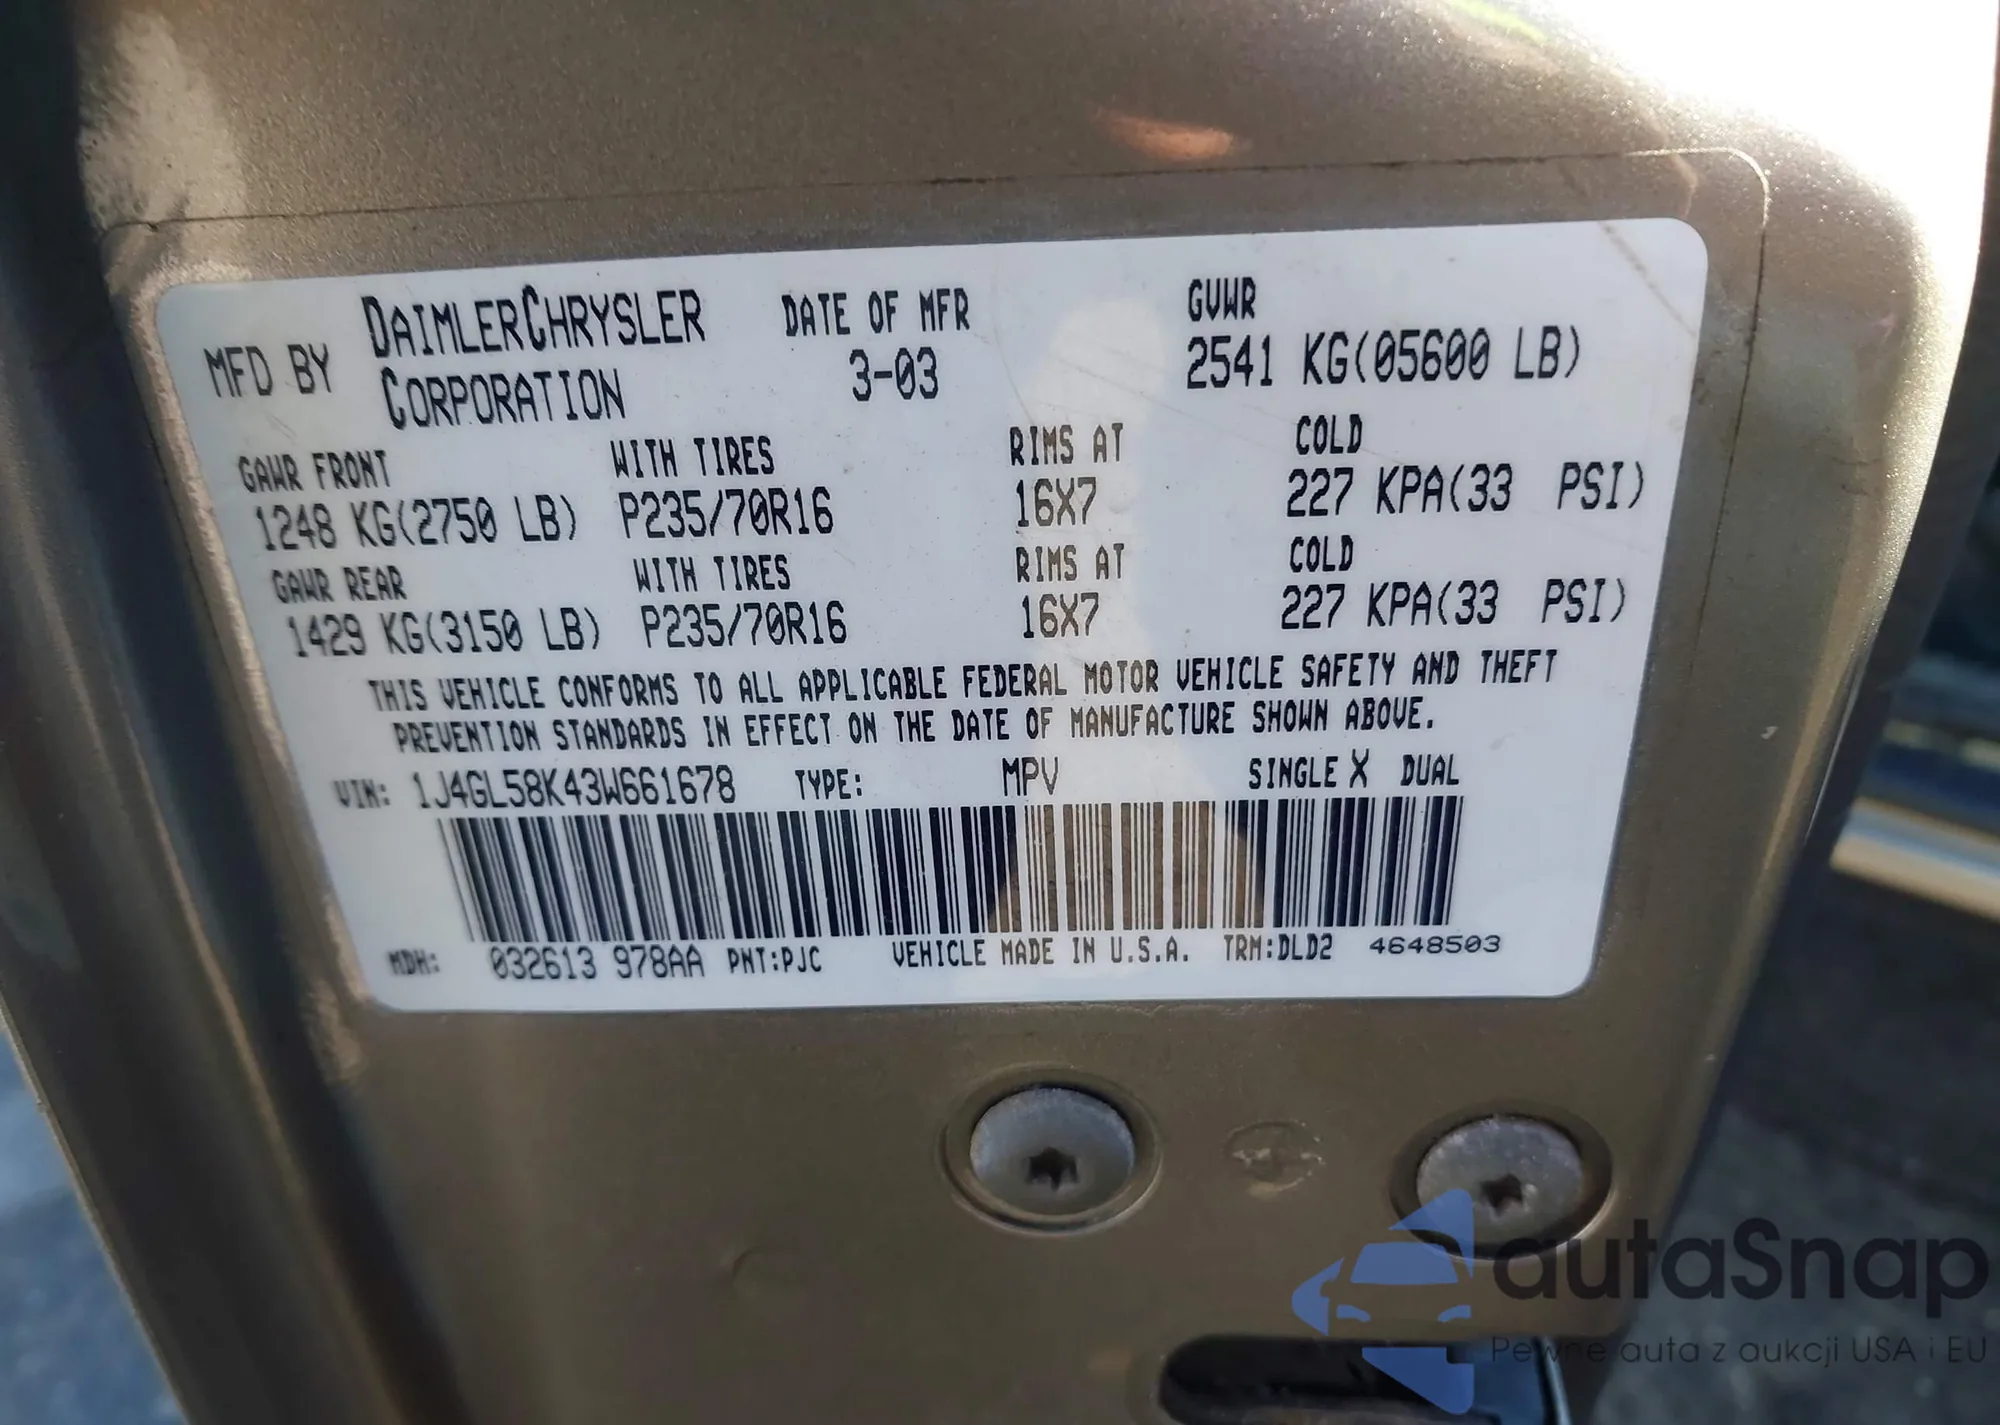 MFD BY DAIMLERCHRYSLER CORPORATION DATE OF MFR 3-03 GVWR 2541 KG(05600 LB)
GAWR FRONT WITH TIRES RIMS AT COLD
1248 KG(2750 LB) P235/70R16 16X7 227 KPA(33 PSI)
GAWR REAR WITH TIRES RIMS AT COLD
1429 KG(3150 LB) P235/70R16 16X7 227 KPA(33 PSI)
THIS VEHICLE CONFORMS TO ALL APPLICABLE FEDERAL MOTOR VEHICLE SAFETY AND THEFT
PREVENTION STANDARDS IN EFFECT ON THE DATE OF MANUFACTURE SHOWN ABOVE.
VIN: 1J4GL58K43W661678 TYPE: MPV SINGLE X DUAL
MDH: 032613 978AA PNT:PJC VEHICLE MADE IN U.S.A. TRM:DLD2 4648503
autaSnap
Pewne auta z aukcji USA i EU